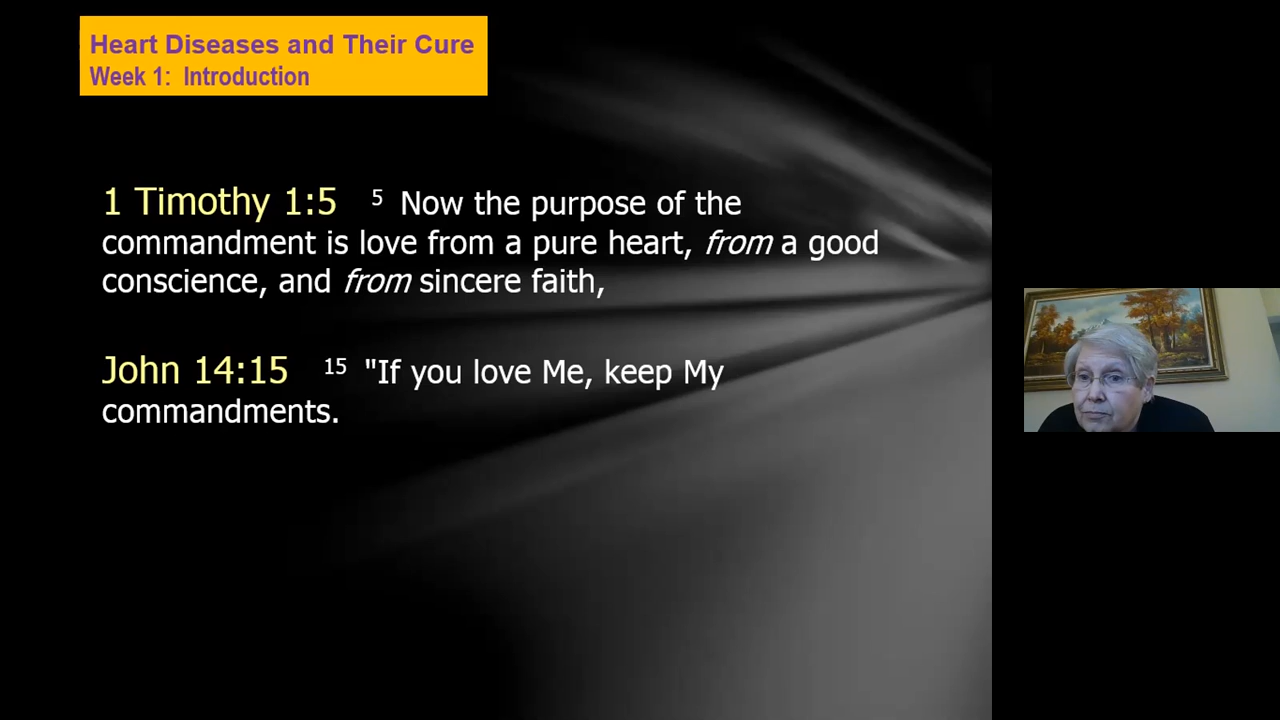 Heart Diseases and Their Cure
Week 1:  Introduction
1 Timothy 1:5   5  Now the purpose of the
commandment is love from a pure heart, from a good
conscience, and from sincere faith,
John 14:15   15  "If you love Me, keep My
commandments.